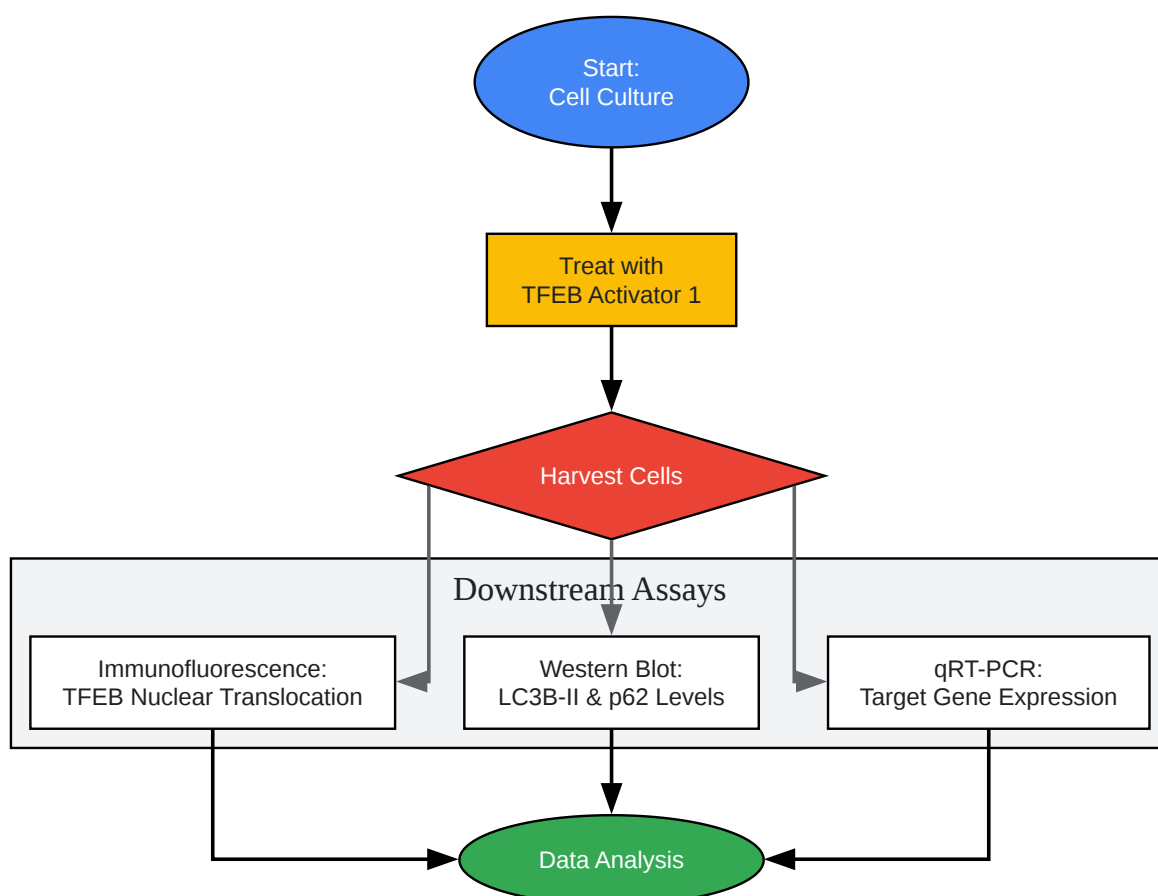 Start:
Cell Culture
Treat with
TFEB Activator 1
Harvest Cells
Downstream Assays
Immunofluorescence:
TFEB Nuclear Translocation
Western Blot:
LC3B-II & p62 Levels
qRT-PCR:
Target Gene Expression
Data Analysis